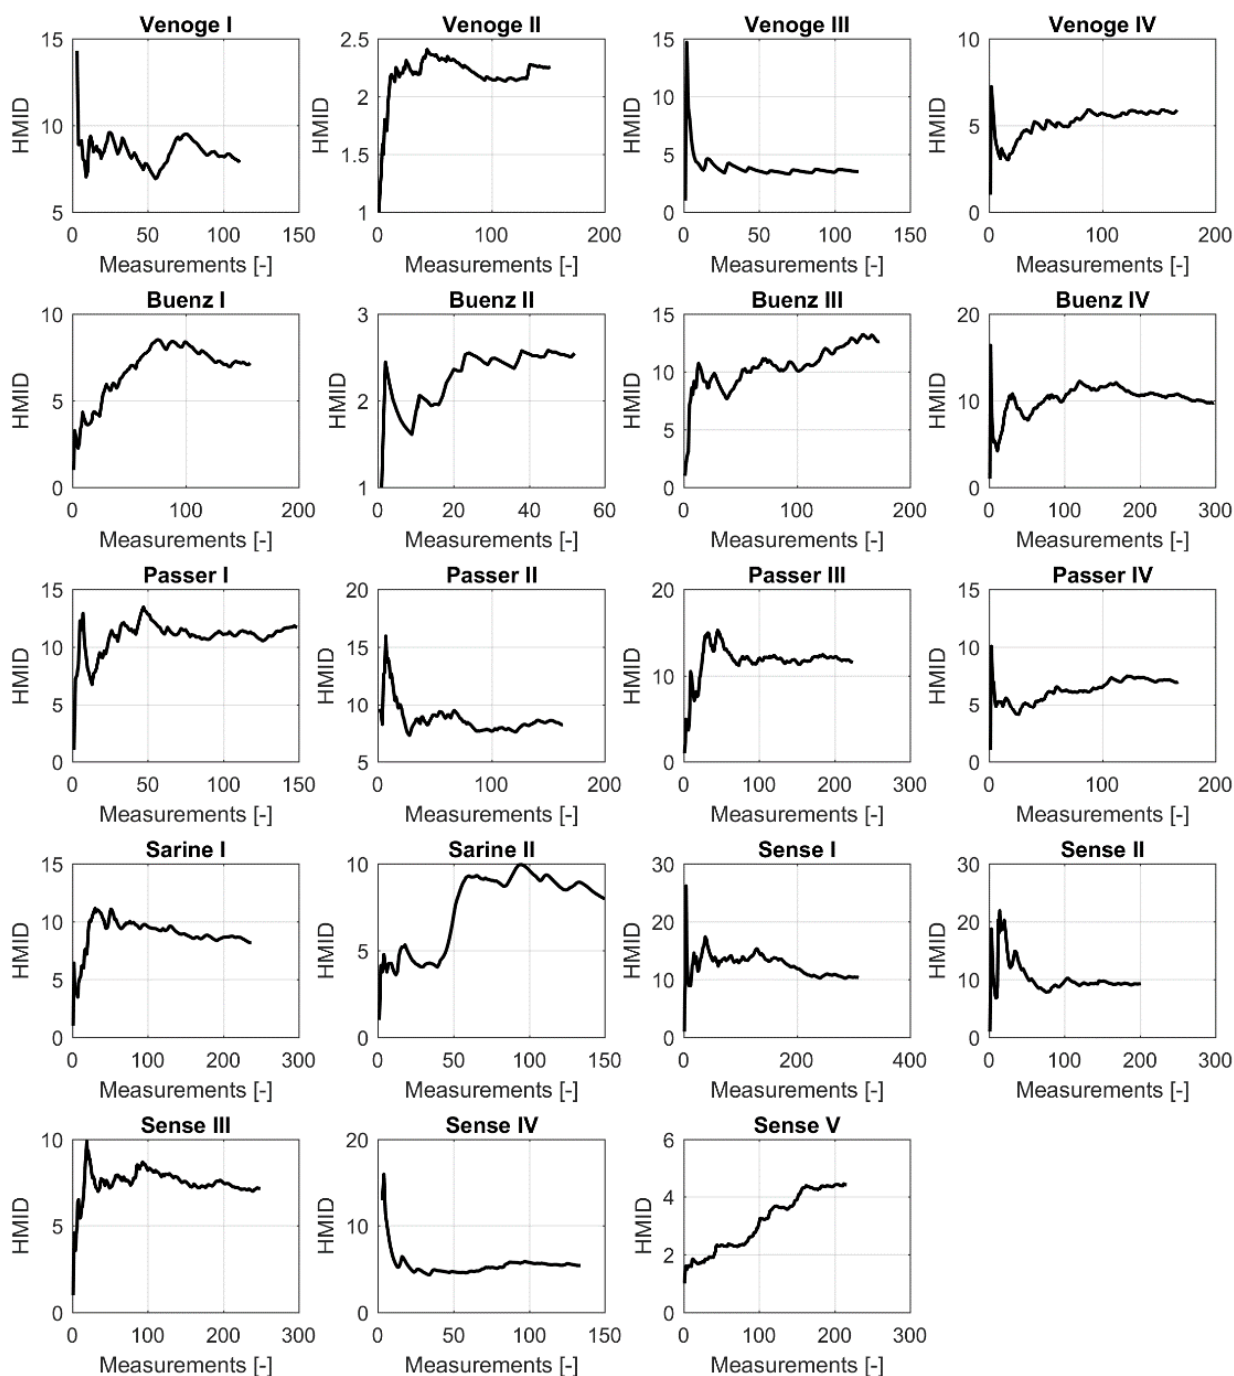 Venoge I Venoge II Venoge III Venoge IV
15 2.5 15 10
HMID HMID HMID HMID
10 2 10 5
1.5 5
5 1 0 0
0 50 100 150 0 100 200 0 50 100 150 0 100 200
Measurements [-] Measurements [-] Measurements [-] Measurements [-]
Buenz I Buenz II Buenz III Buenz IV
10 3 15 20
HMID HMID HMID HMID
5 2 10 10
5
0 1 0 0
0 100 200 0 20 40 60 0 100 200 0 100 200 300
Measurements [-] Measurements [-] Measurements [-] Measurements [-]
Passer I Passer II Passer III Passer IV
15 20 20 15
HMID HMID HMID HMID
10 15 10 10
5 10 5
0 5 0 0
0 50 100 150 0 100 200 0 100 200 300 0 100 200
Measurements [-] Measurements [-] Measurements [-] Measurements [-]
Sarine I Sarine II Sense I Sense II
15 10 30 30
HMID HMID HMID HMID
10 5 20 20
5 10 10
0 0 0 0
0 100 200 300 0 50 100 150 0 200 400 0 100 200 300
Measurements [-] Measurements [-] Measurements [-] Measurements [-]
Sense III Sense IV Sense V
10 20 6
HMID HMID HMID
5 10 4
2
0 0 0
0 100 200 300 0 50 100 150 0 100 200 300
Measurements [-] Measurements [-] Measurements [-]